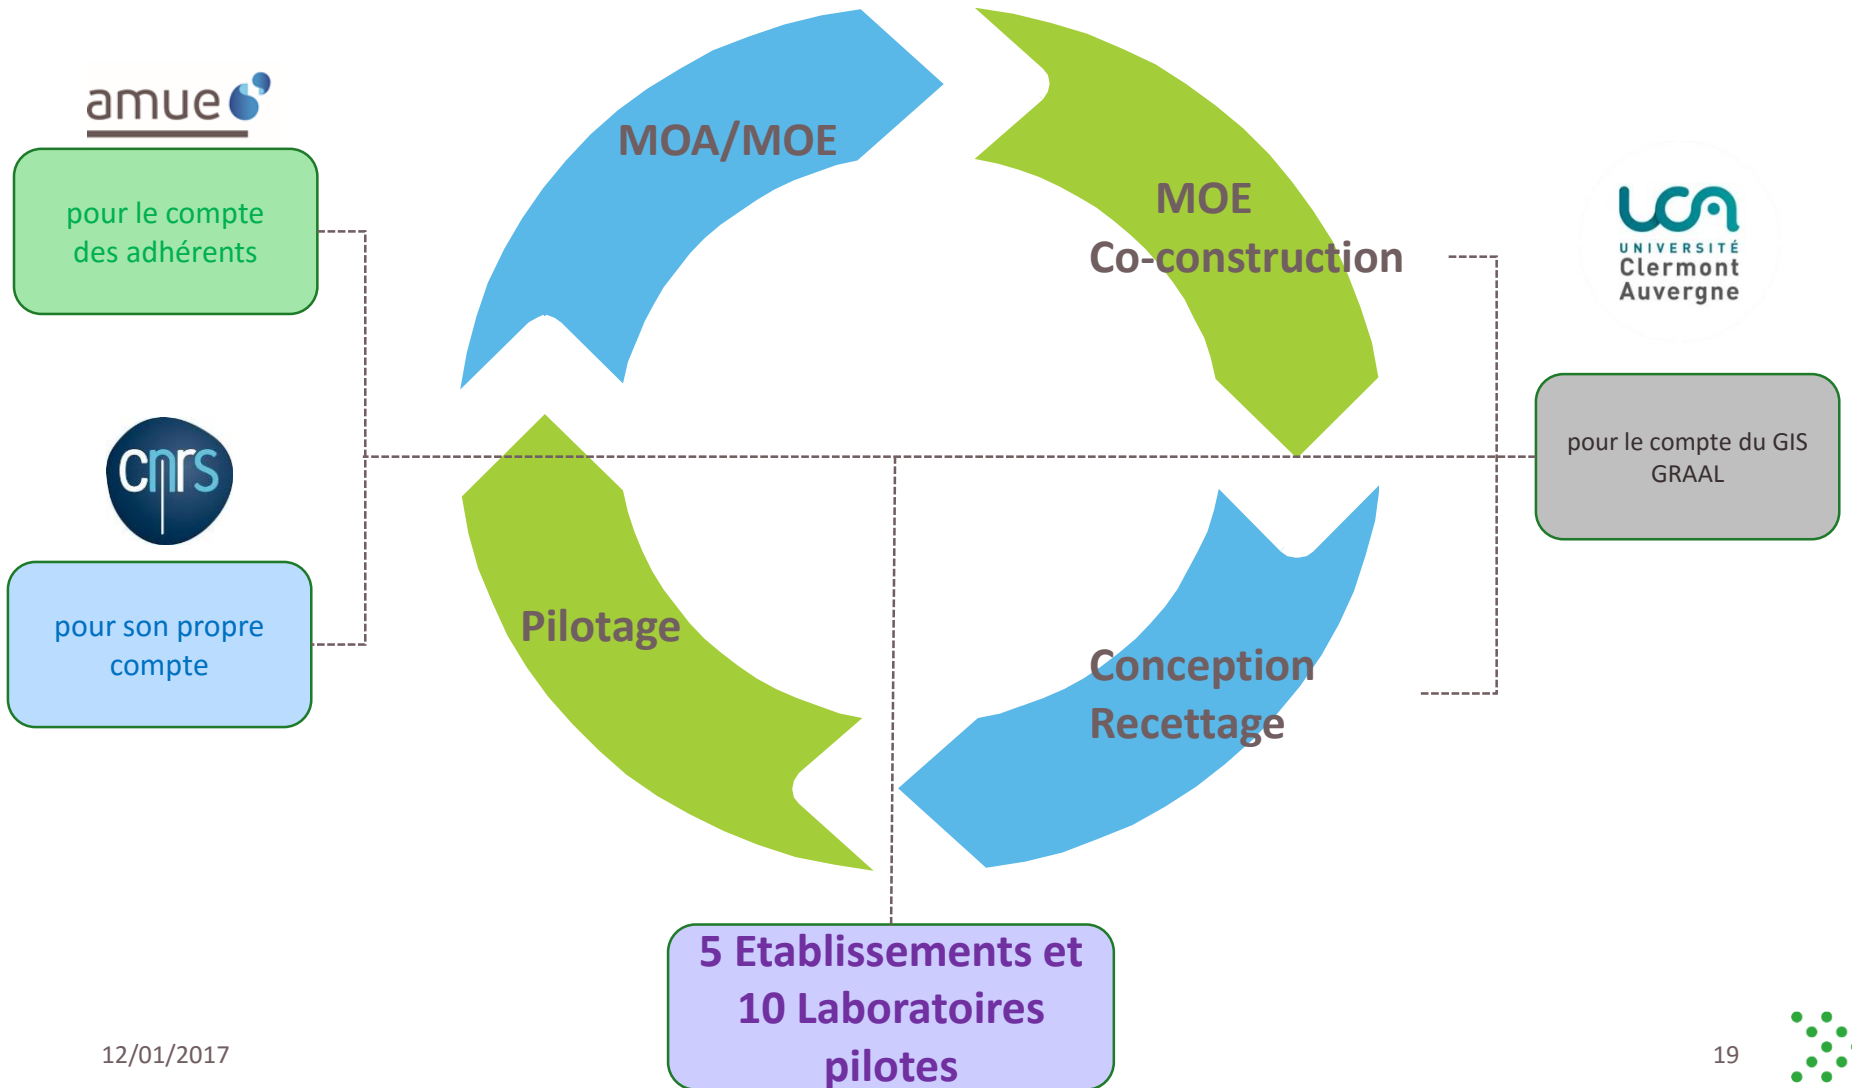 amue
pour le compte
des adhérents
cnrs
pour son propre
compte
MOA/MOE
MOE
Co-construction
Pilotage
Conception
Recettage
UCA
UNIVERSITÉ
Clermont
Auvergne
pour le compte du GIS
GRAAL
5 Etablissements et
10 Laboratoires
pilotes
12/01/2017
19